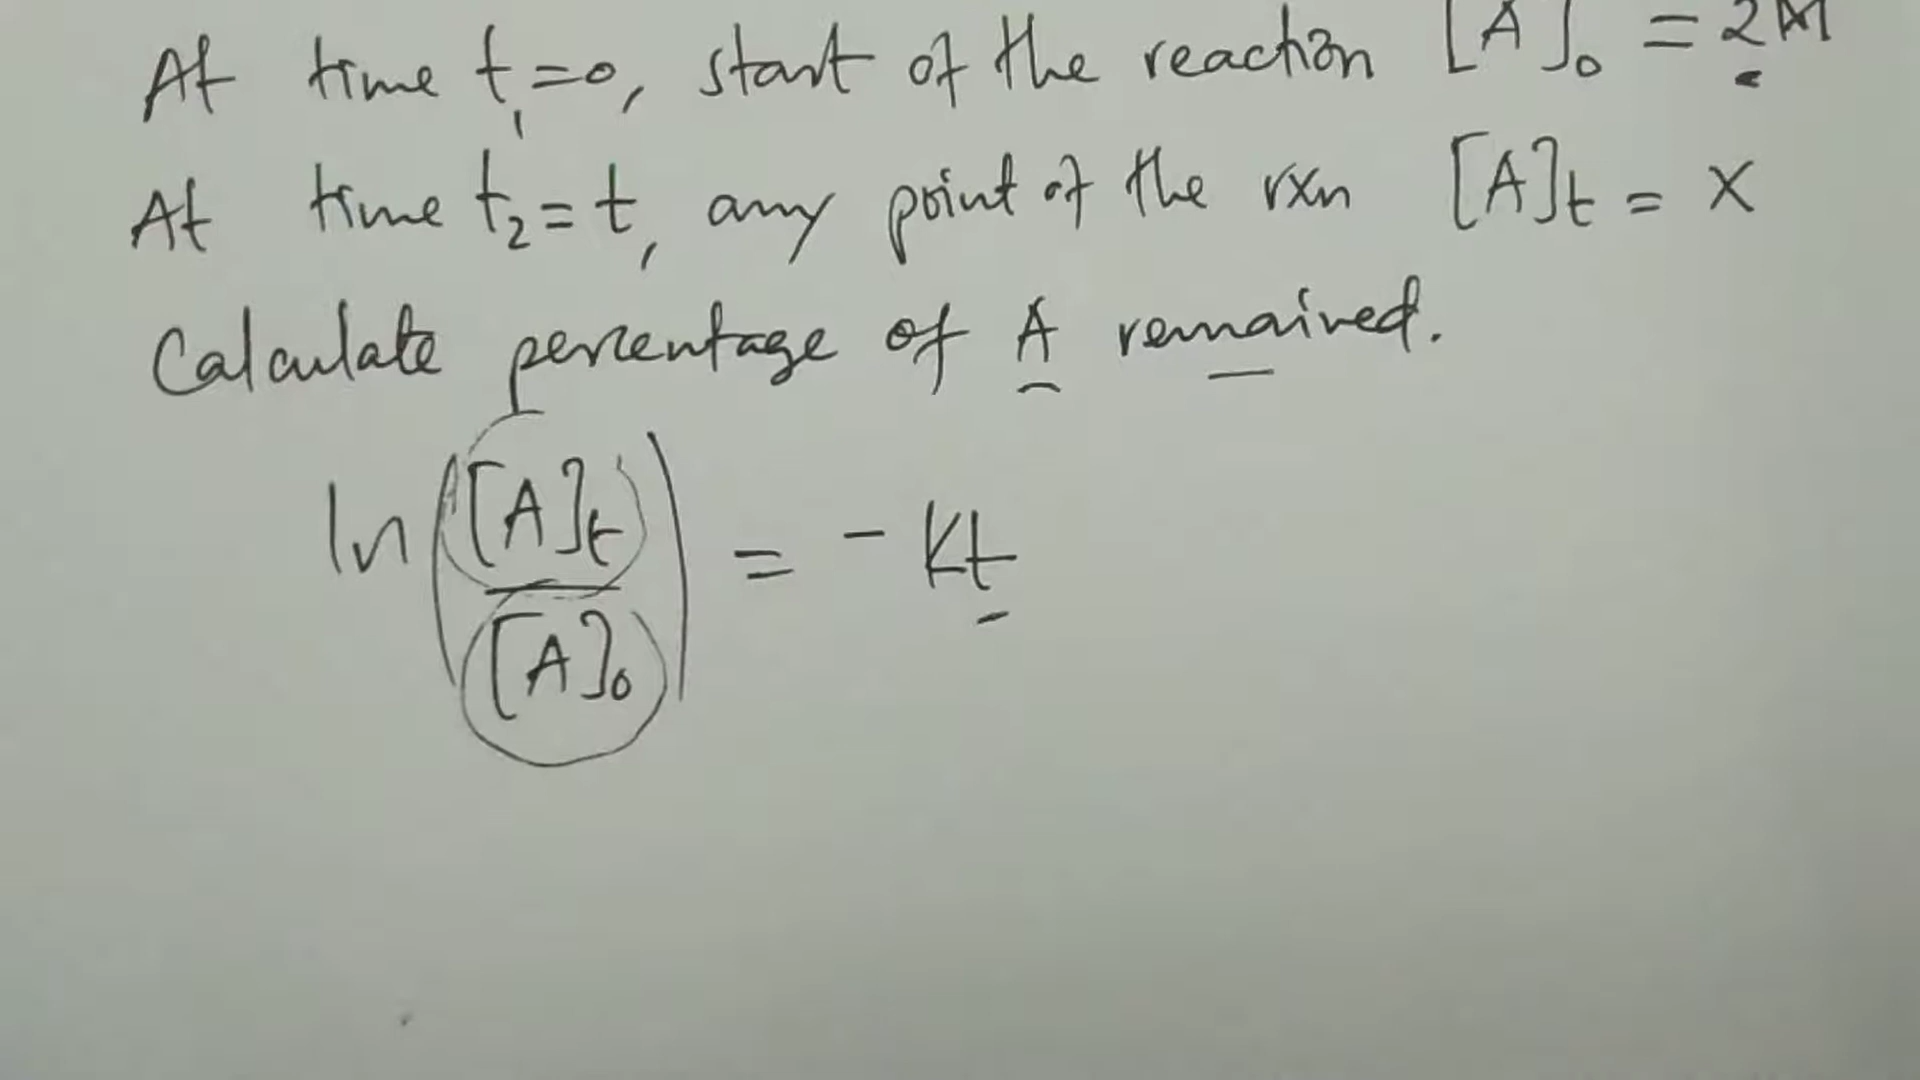 At time t₁=0, start of the reaction [A]₀ = 2M
At time t₂=t, any point of the rxn [A]t = x
Calculate percentage of A remained.
ln([A]t/[A]₀) = - kt